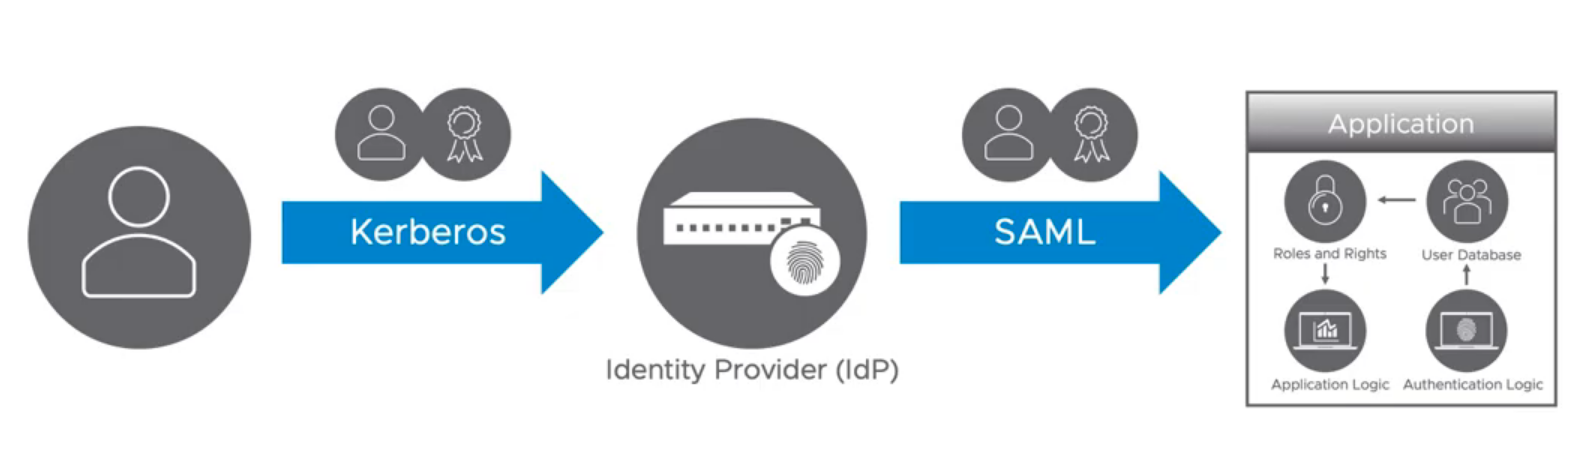 Kerberos
Identity Provider (IdP)
SAML
Application
Roles and Rights
User Database
Application Logic
Authentication Logic